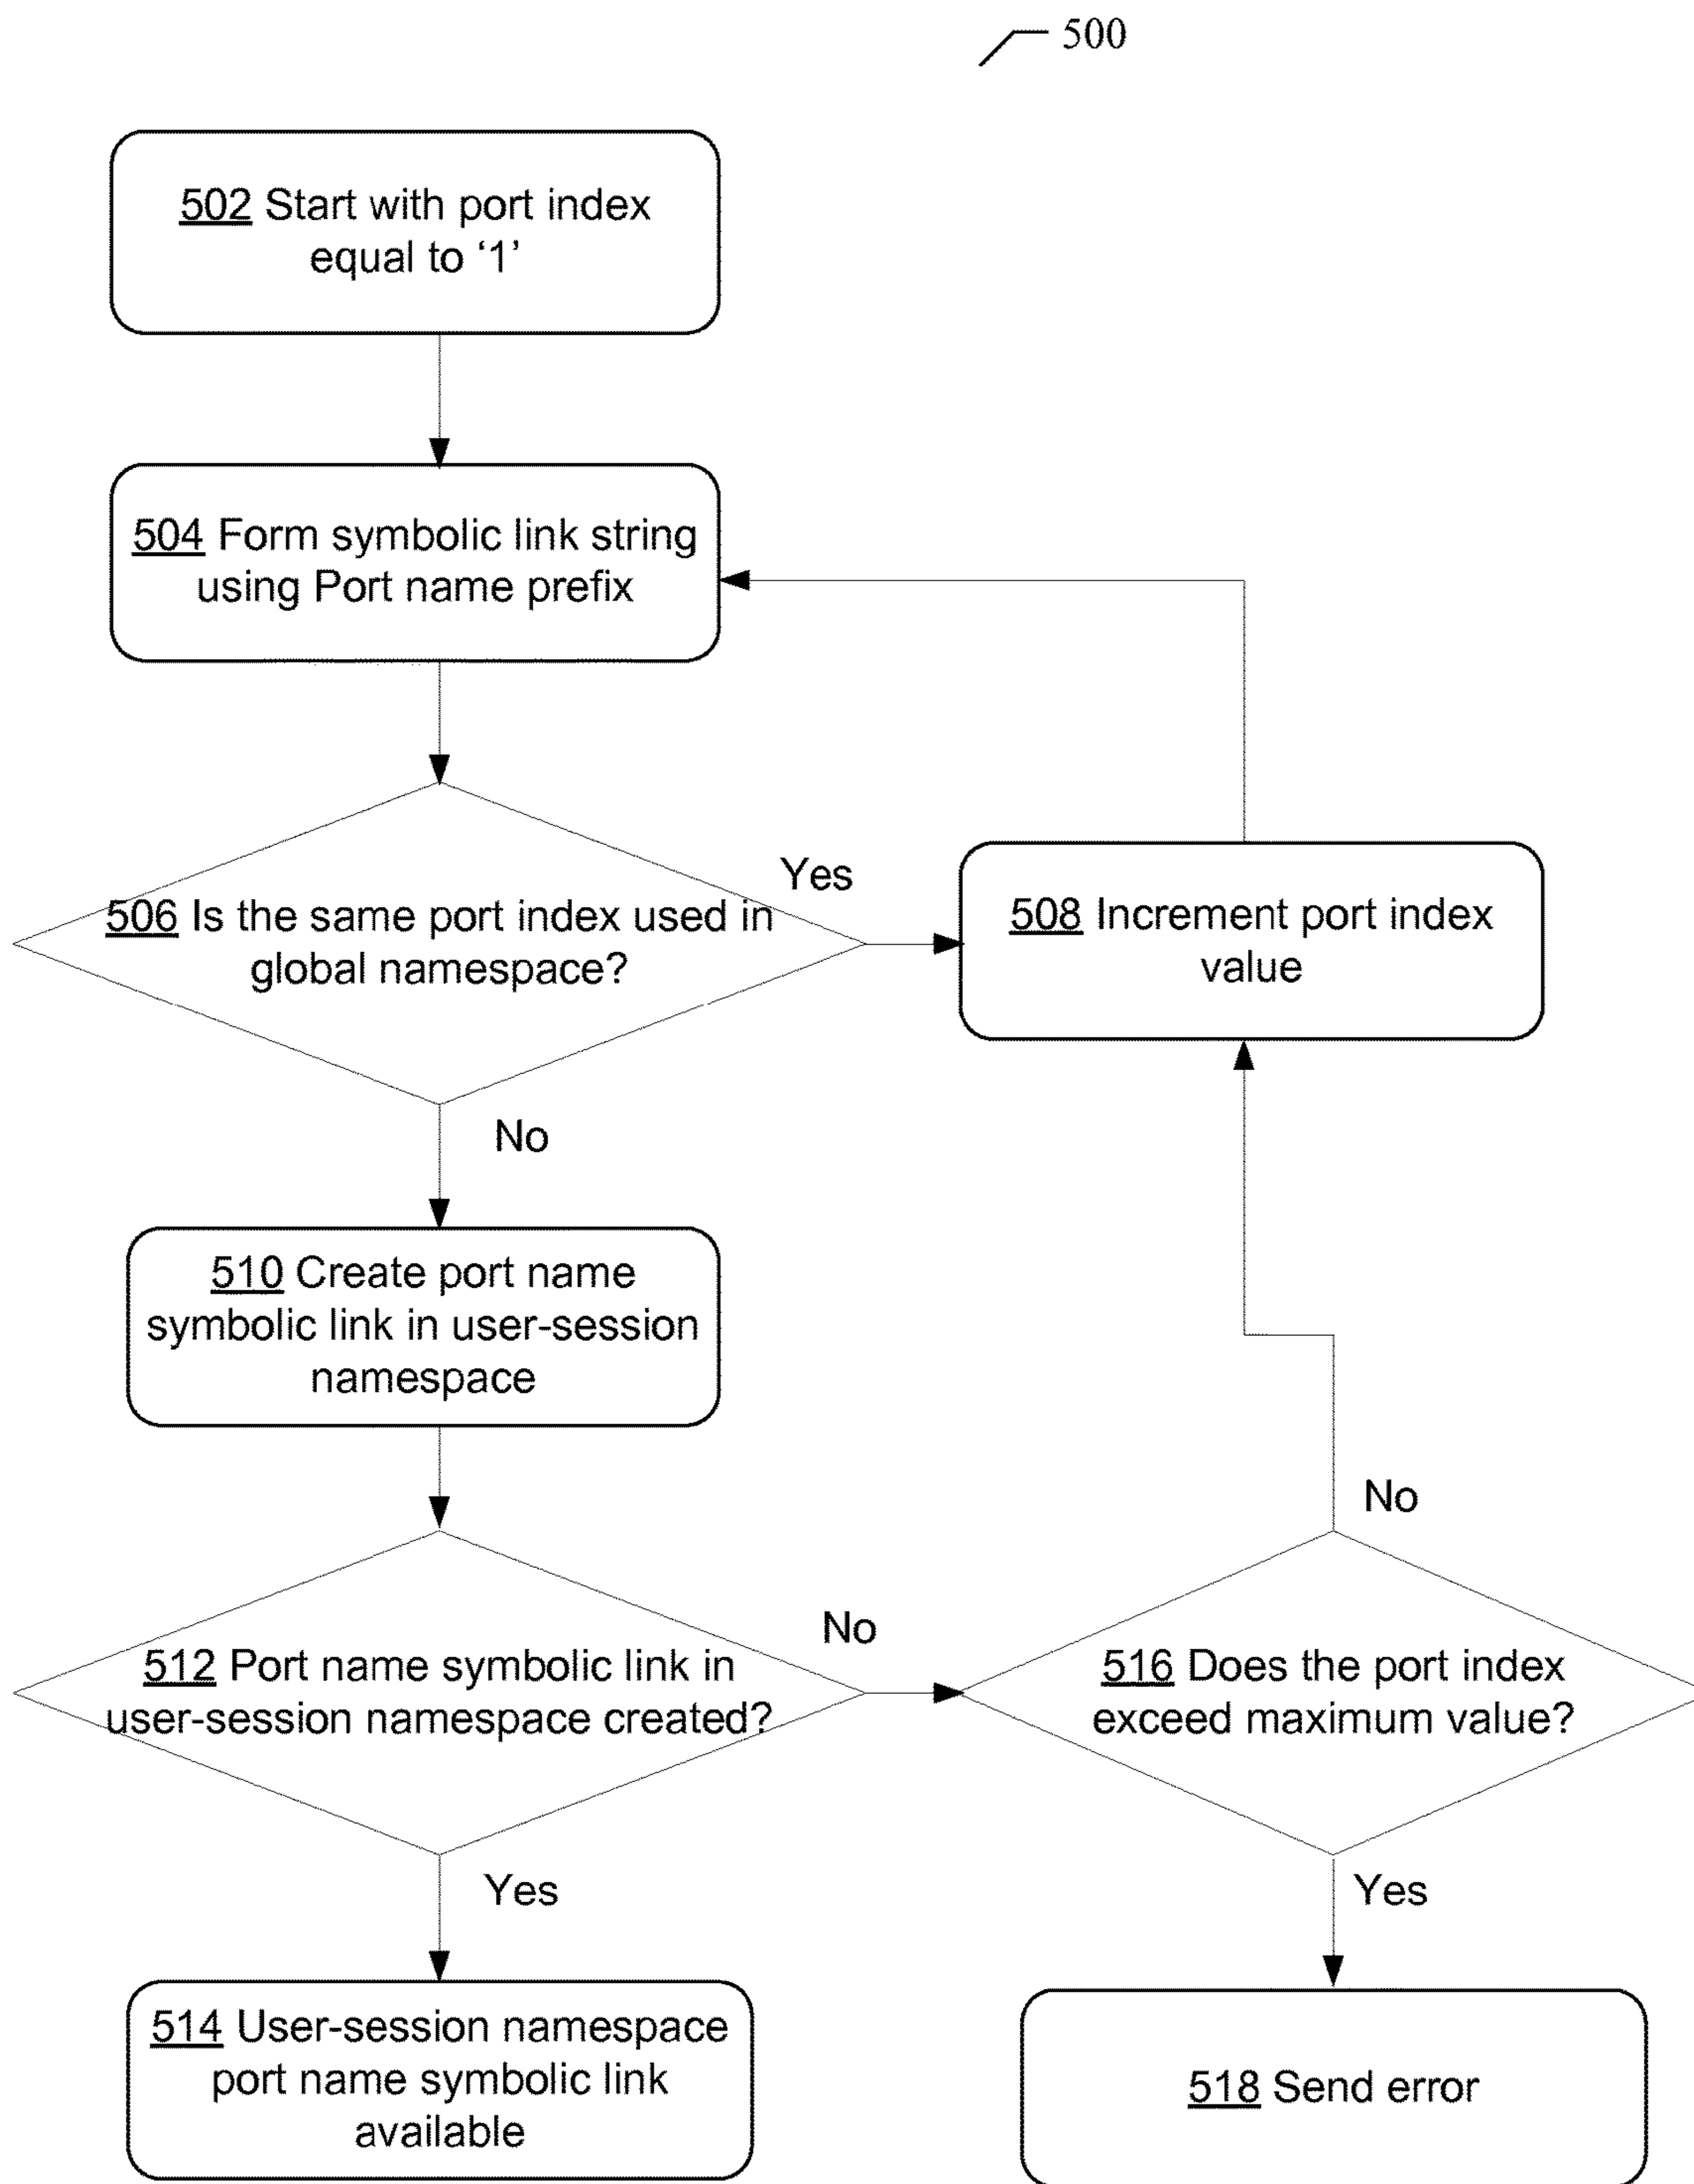 500
502 Start with port index
equal to ‘1’
504 Form symbolic link string
using Port name prefix
Yes
506 Is the same port index used in
global namespace?
508 Increment port index
value
No
510 Create port name
symbolic link in user-session
namespace
No
No
512 Port name symbolic link in
user-session namespace created?
516 Does the port index
exceed maximum value?
Yes
Yes
514 User-session namespace
port name symbolic link
available
518 Send error